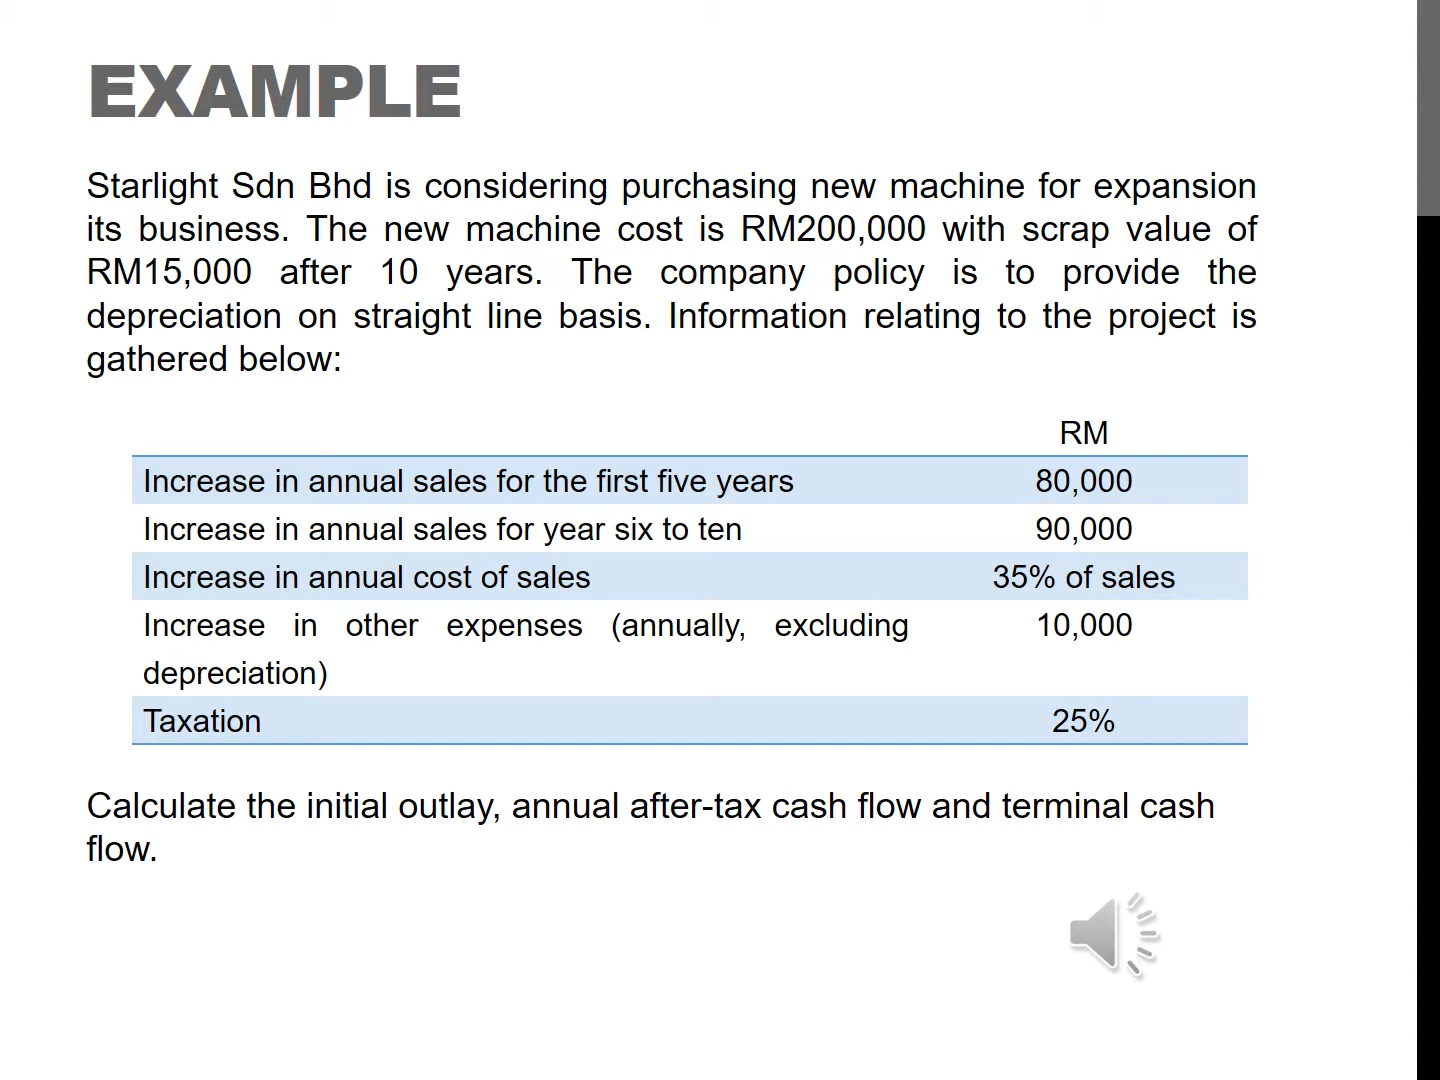 EXAMPLE
Starlight Sdn Bhd is considering purchasing new machine for expansion
its business. The new machine cost is RM200,000 with scrap value of
RM15,000 after 10 years. The company policy is to provide the
depreciation on straight line basis. Information relating to the project is
gathered below:
RM
Increase in annual sales for the first five years 80,000
Increase in annual sales for year six to ten 90,000
Increase in annual cost of sales 35% of sales
Increase in other expenses (annually, excluding 10,000
depreciation)
Taxation 25%
Calculate the initial outlay, annual after-tax cash flow and terminal cash
flow.